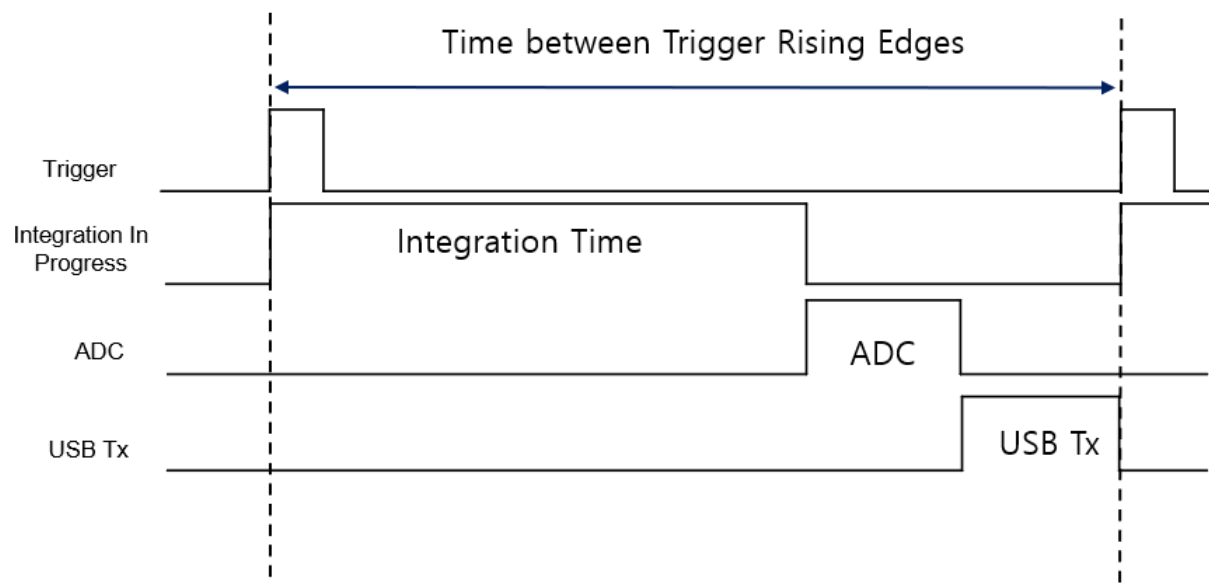 Time between Trigger Rising Edges
Trigger
Integration In
Progress
Integration Time
ADC
ADC
USB Tx
USB Tx